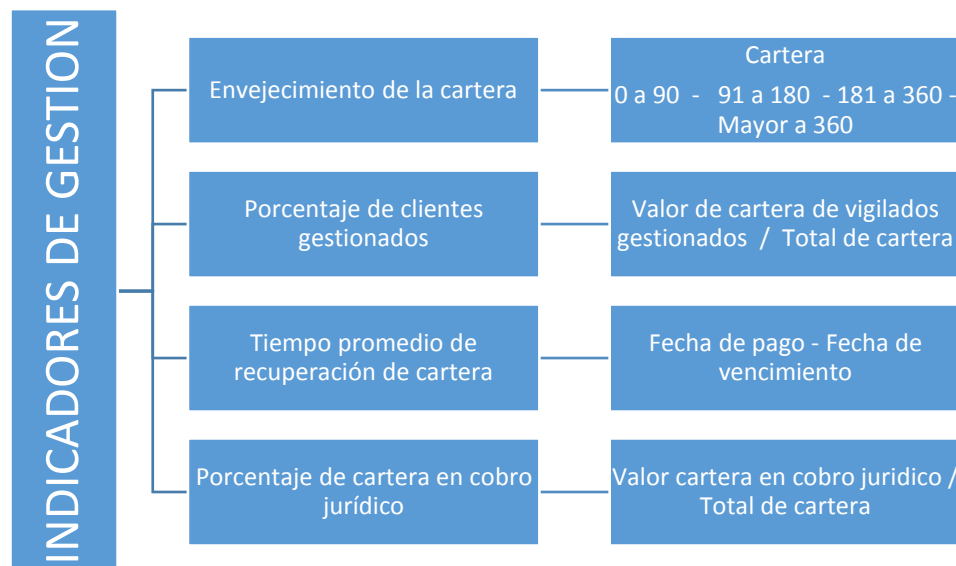 INDICADORES DE GESTION
Envejecimiento de la cartera
Cartera
0 a 90 - 91 a 180 - 181 a 360 -
Mayor a 360
Porcentaje de clientes
gestionados
Valor de cartera de vigilados
gestionados / Total de cartera
Tiempo promedio de
recuperación de cartera
Fecha de pago - Fecha de
vencimiento
Porcentaje de cartera en cobro
jurídico
Valor cartera en cobro juridico /
Total de cartera